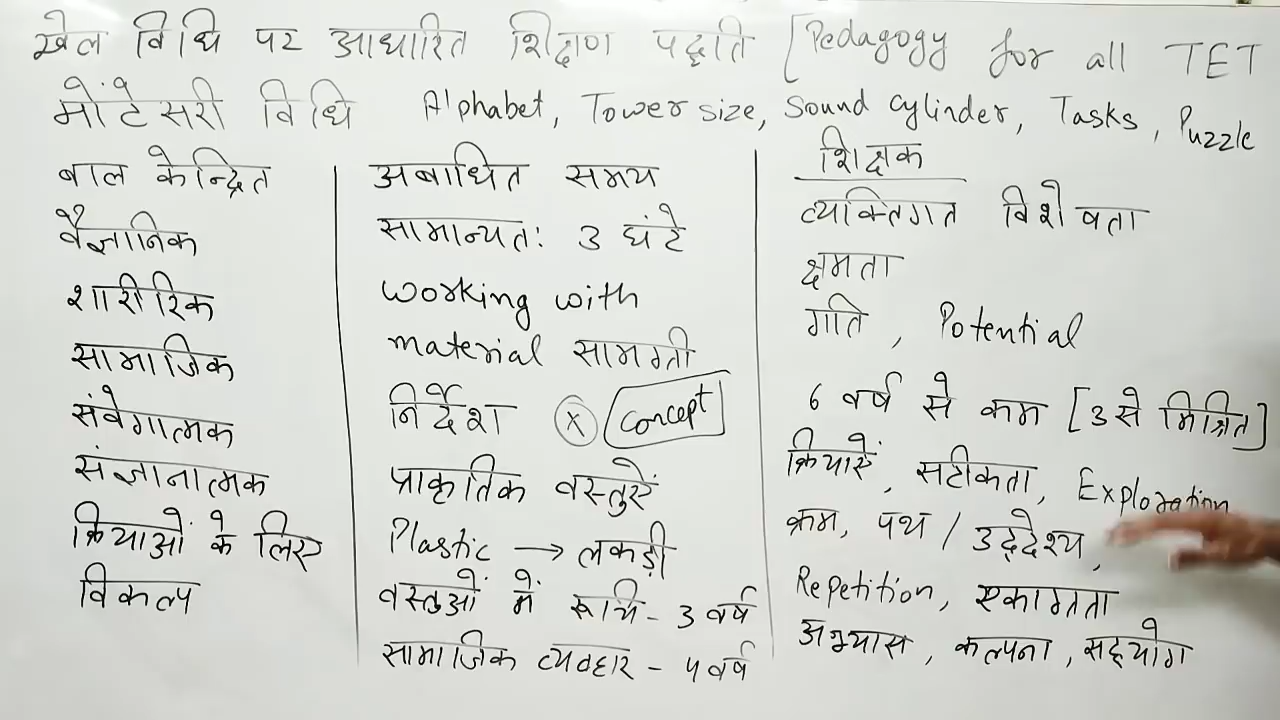 खेल विधि पर आधारित शिक्षण पद्धति [Pedagogy for all TET
मोंटेसरी विधि Alphabet, Tower size, Sound Cylinder, Tasks, Puzzle
बाल केन्द्रित
वैज्ञानिक
शारीरिक
सामाजिक
संवेगात्मक
संज्ञानात्मक
क्रियाओं के लिए
विकल्प
अबाधित समय
सामान्यतः 3 घंटे
working with
material सामग्री
निर्देश (x) (Concept)
प्राकृतिक वस्तुएँ
Plastic → लकड़ी
वस्तुओं में रूचि - 3 वर्ष
सामाजिक व्यवहार - 4 वर्ष
शिक्षक
व्यक्तिगत विशेषता
क्षमता
गति, Potential
6 वर्ष से कम [3 से मिश्रित]
क्रियाएं, सटीकता, Exploration
क्रम, पथ / उद्देश्य,
Repetition, एकाग्रता
अभ्यास, कल्पना, सहयोग